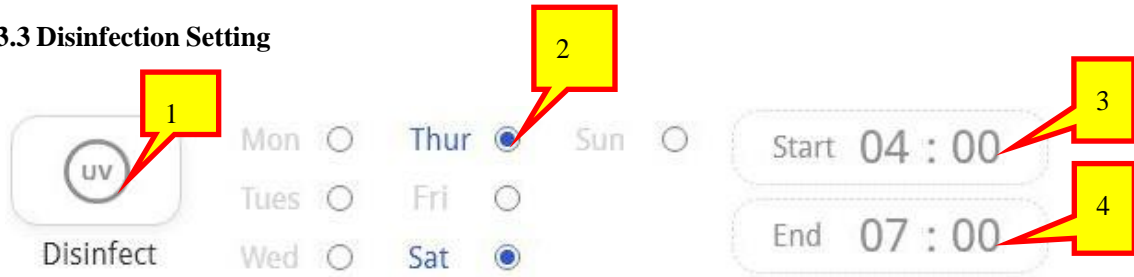 3.3 Disinfection Setting
1
2
3
4
UV
Disinfect
Mon
Thur
Sun
Tues
Fri
Wed
Sat
Start 04 : 00
End 07 : 00